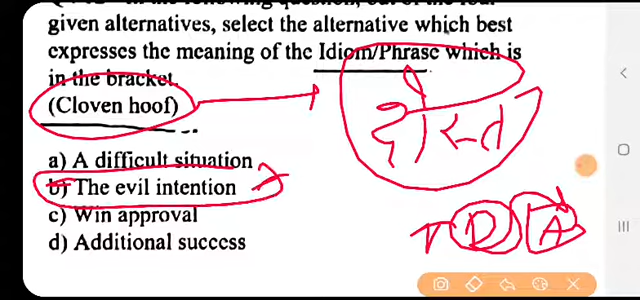 given alternatives, select the alternative which best
expresses the meaning of the Idiom/Phrase which is
in the bracket.
(Cloven hoof)
a) A difficult situation
b) The evil intention
c) Win approval
d) Additional success
D A